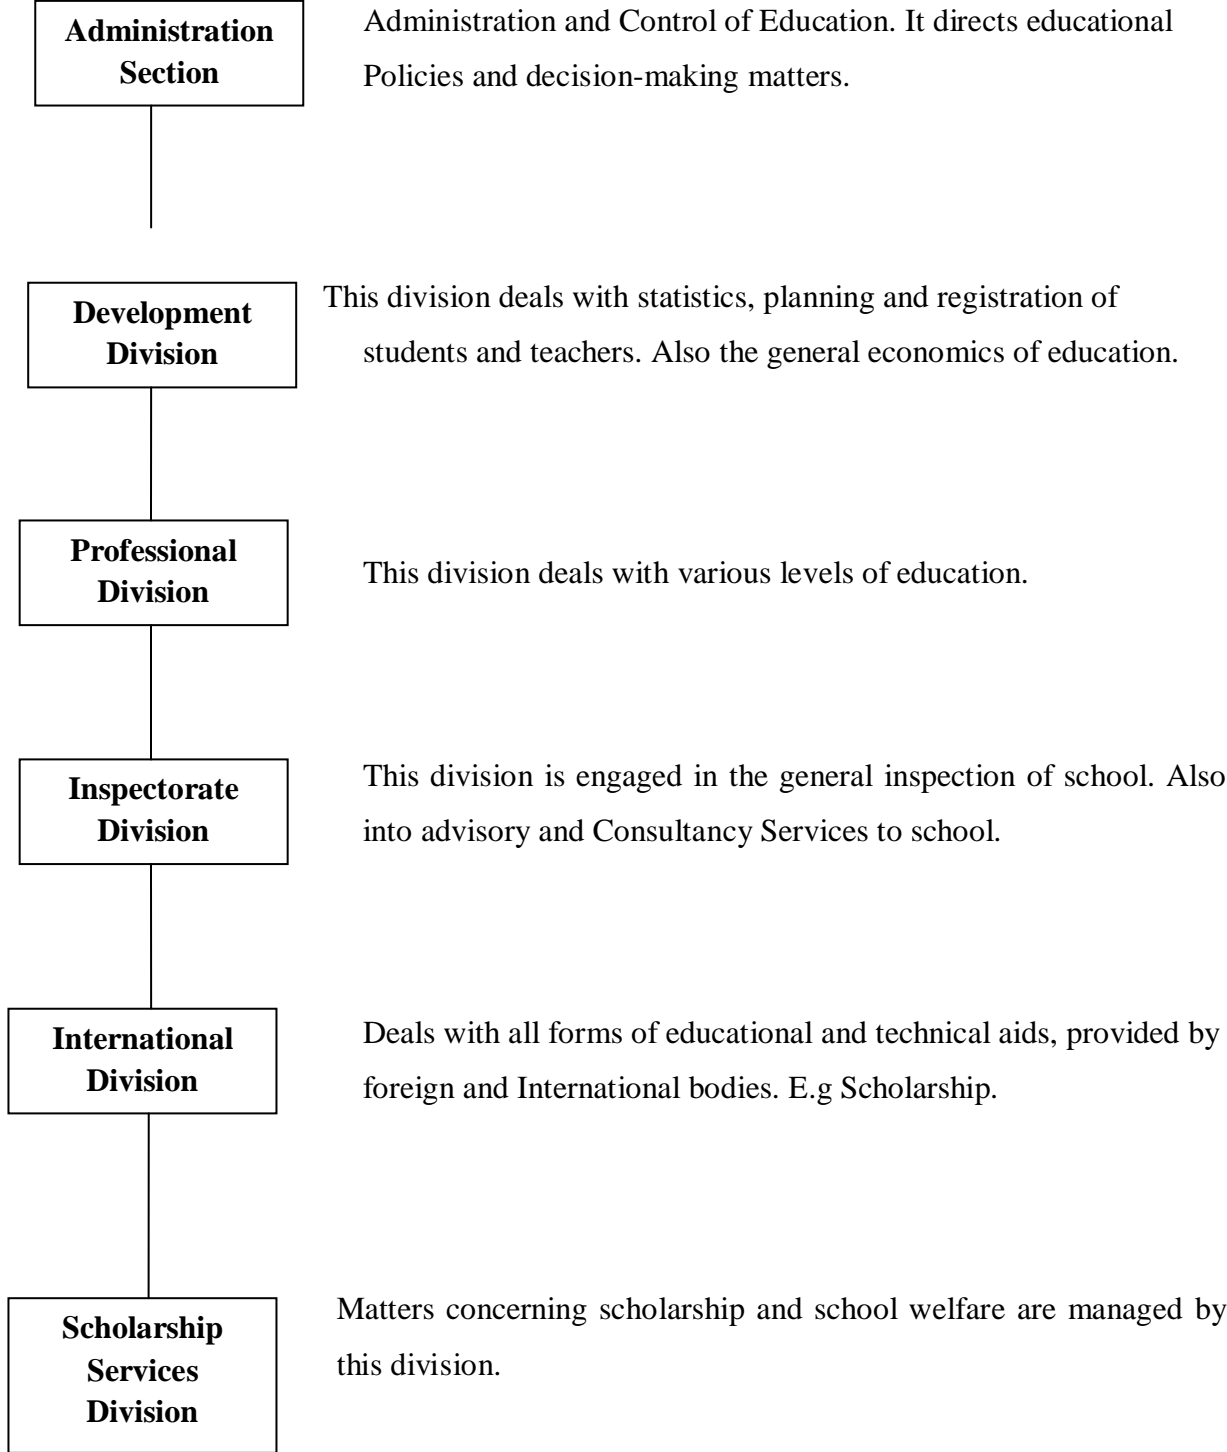 Administration
Section
Administration and Control of Education. It directs educational
Policies and decision-making matters.
Development
Division
This division deals with statistics, planning and registration of
students and teachers. Also the general economics of education.
Professional
Division
This division deals with various levels of education.
Inspectorate
Division
This division is engaged in the general inspection of school. Also
into advisory and Consultancy Services to school.
International
Division
Deals with all forms of educational and technical aids, provided by
foreign and International bodies. E.g Scholarship.
Scholarship
Services
Division
Matters concerning scholarship and school welfare are managed by
this division.